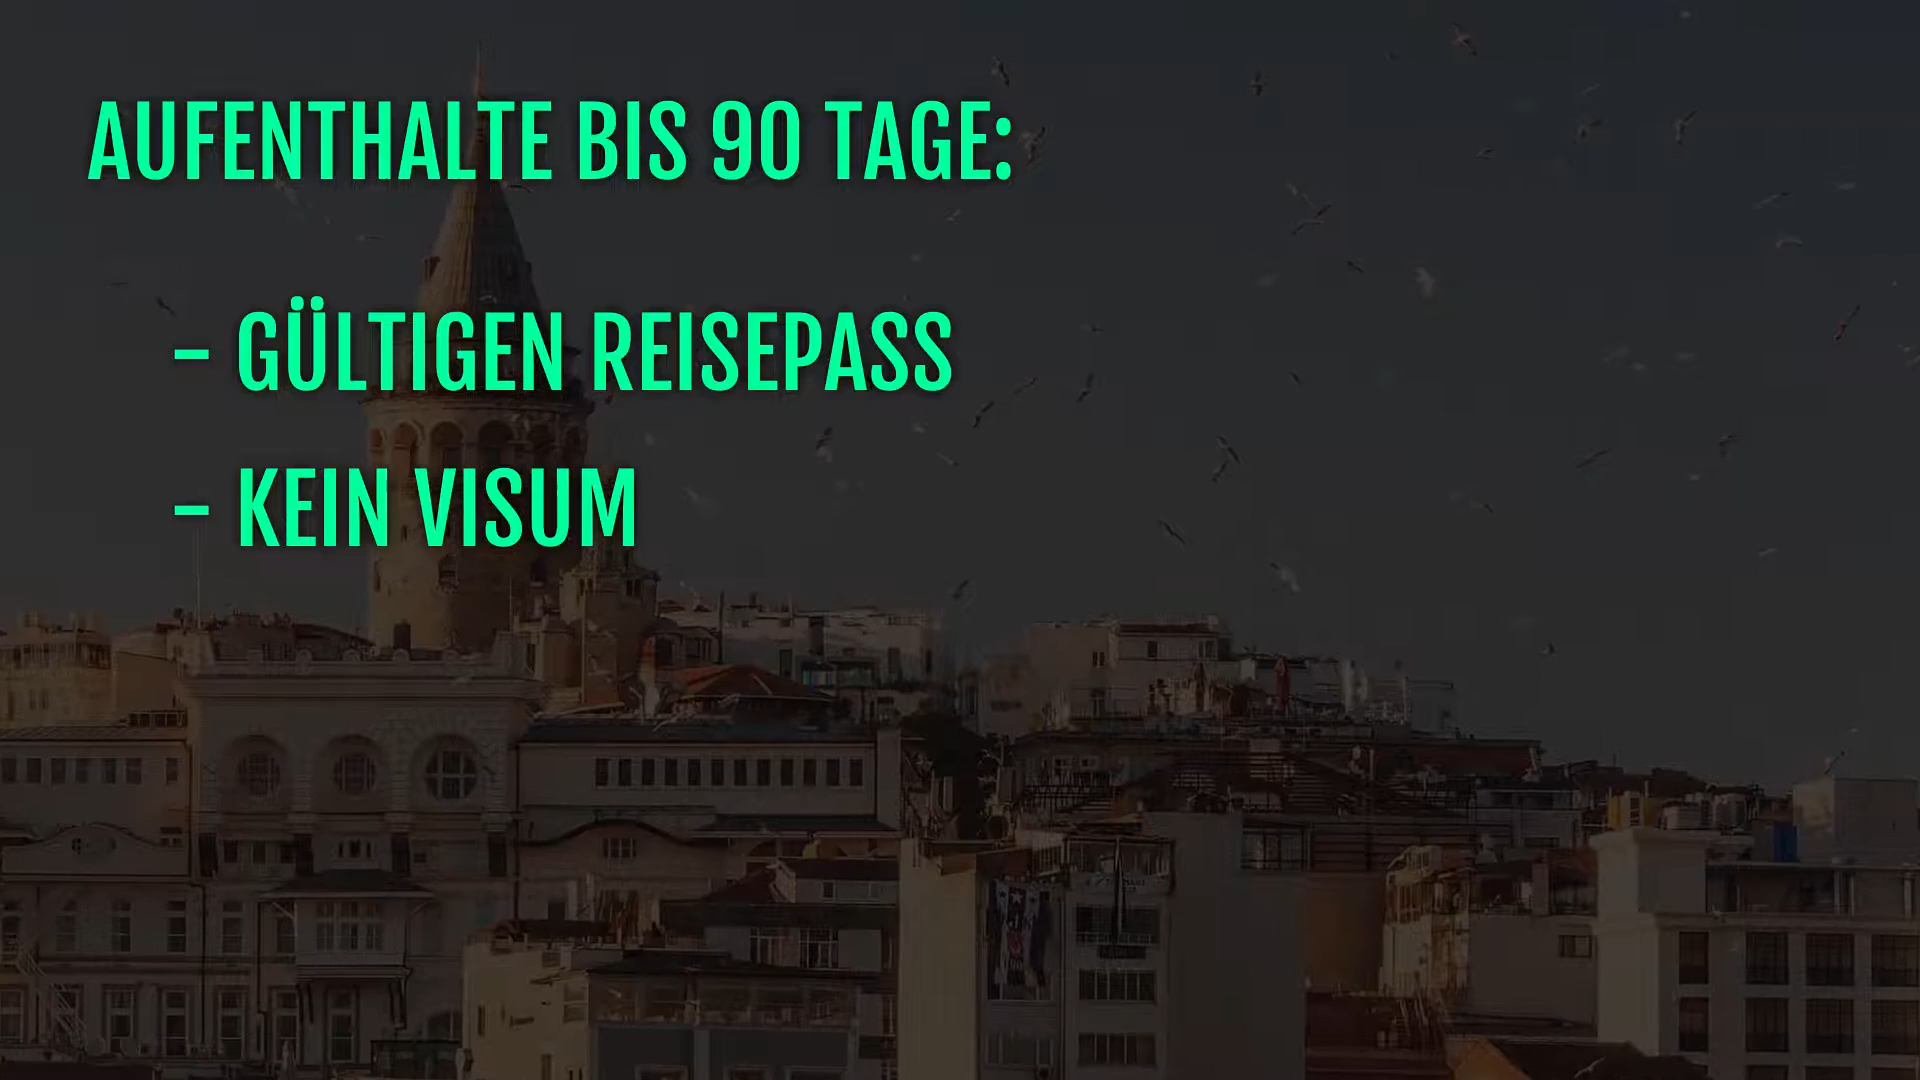 AUFENTHALTE BIS 90 TAGE:
- GÜLTIGEN REISEPASS
- KEIN VISUM